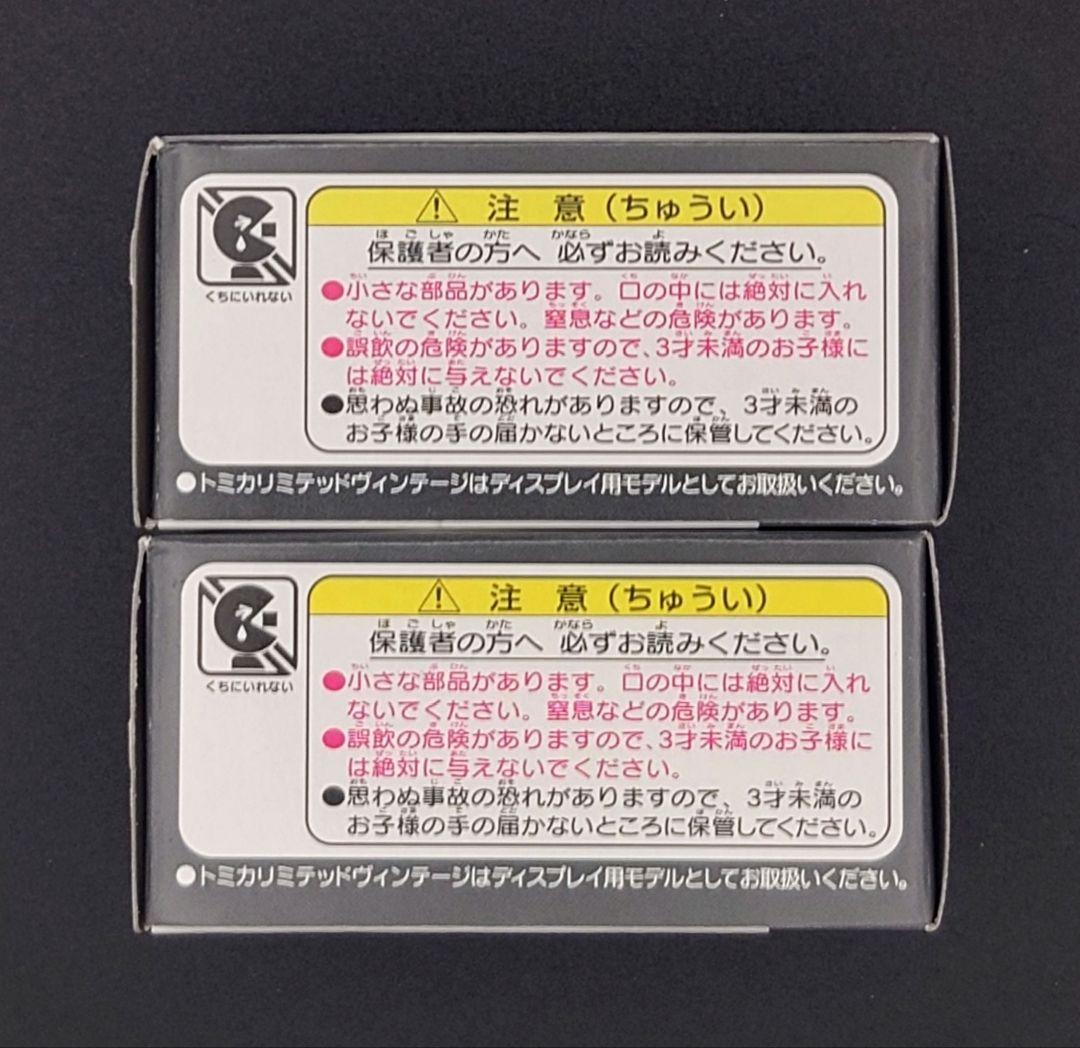 注　意（ちゅうい）
保護者の方へ 必ずお読みください。
くちにいれない
●小さな部品があります。口の中には絶対に入れ
ないでください。窒息などの危険があります。
●誤飲の危険がありますので、3才未満のお子様に
は絶対に与えないでください。
●思わぬ事故の恐れがありますので、3才未満の
お子様の手の届かないところに保管してください。
●トミカリミテッドヴィンテージはディスプレイ用モデルとしてお取扱いください。
注　意（ちゅうい）
保護者の方へ 必ずお読みください。
くちにいれない
●小さな部品があります。口の中には絶対に入れ
ないでください。窒息などの危険があります。
●誤飲の危険がありますので、3才未満のお子様に
は絶対に与えないでください。
●思わぬ事故の恐れがありますので、3才未満の
お子様の手の届かないところに保管してください。
●トミカリミテッドヴィンテージはディスプレイ用モデルとしてお取扱いください。